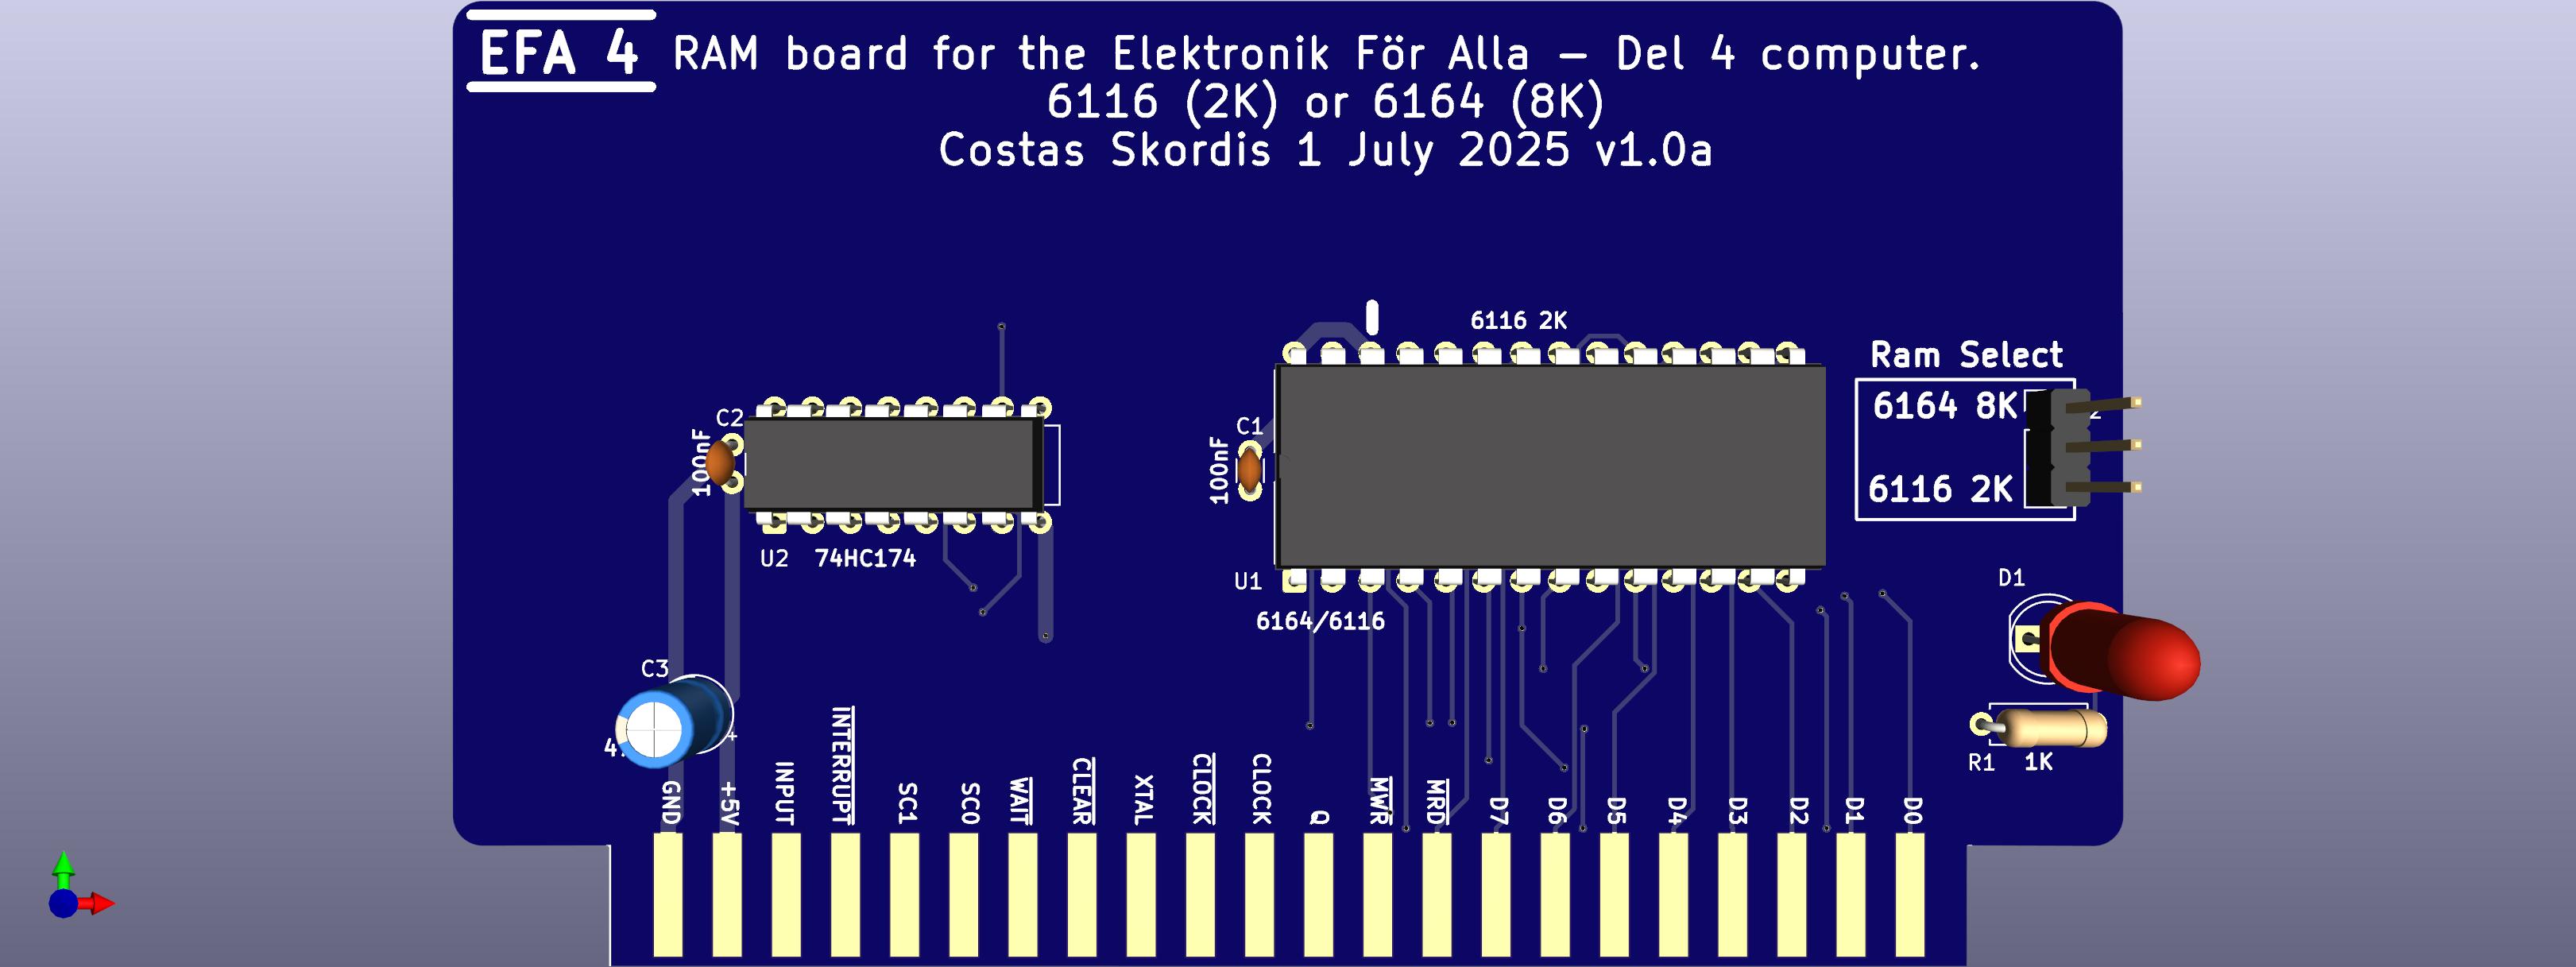 EFA 4 RAM board for the Elektronik För Alla – Del 4 computer.
6116 (2K) or 6164 (8K)
Costas Skordis 1 July 2025 v1.0a
6116 2K
Ram Select
6164 8K
2
6116 2K
C2
100nF
C1
100nF
U2 74HC174
U1
6164/6116
D1
C3
+
R1 1K
GND
+5V
INPUT
INTERRUPT
SC1
SC0
WAIT
CLEAR
XTAL
CLOCK
CLOCK
Q
MWR
MRD
D7
D6
D5
D4
D3
D2
D1
D0